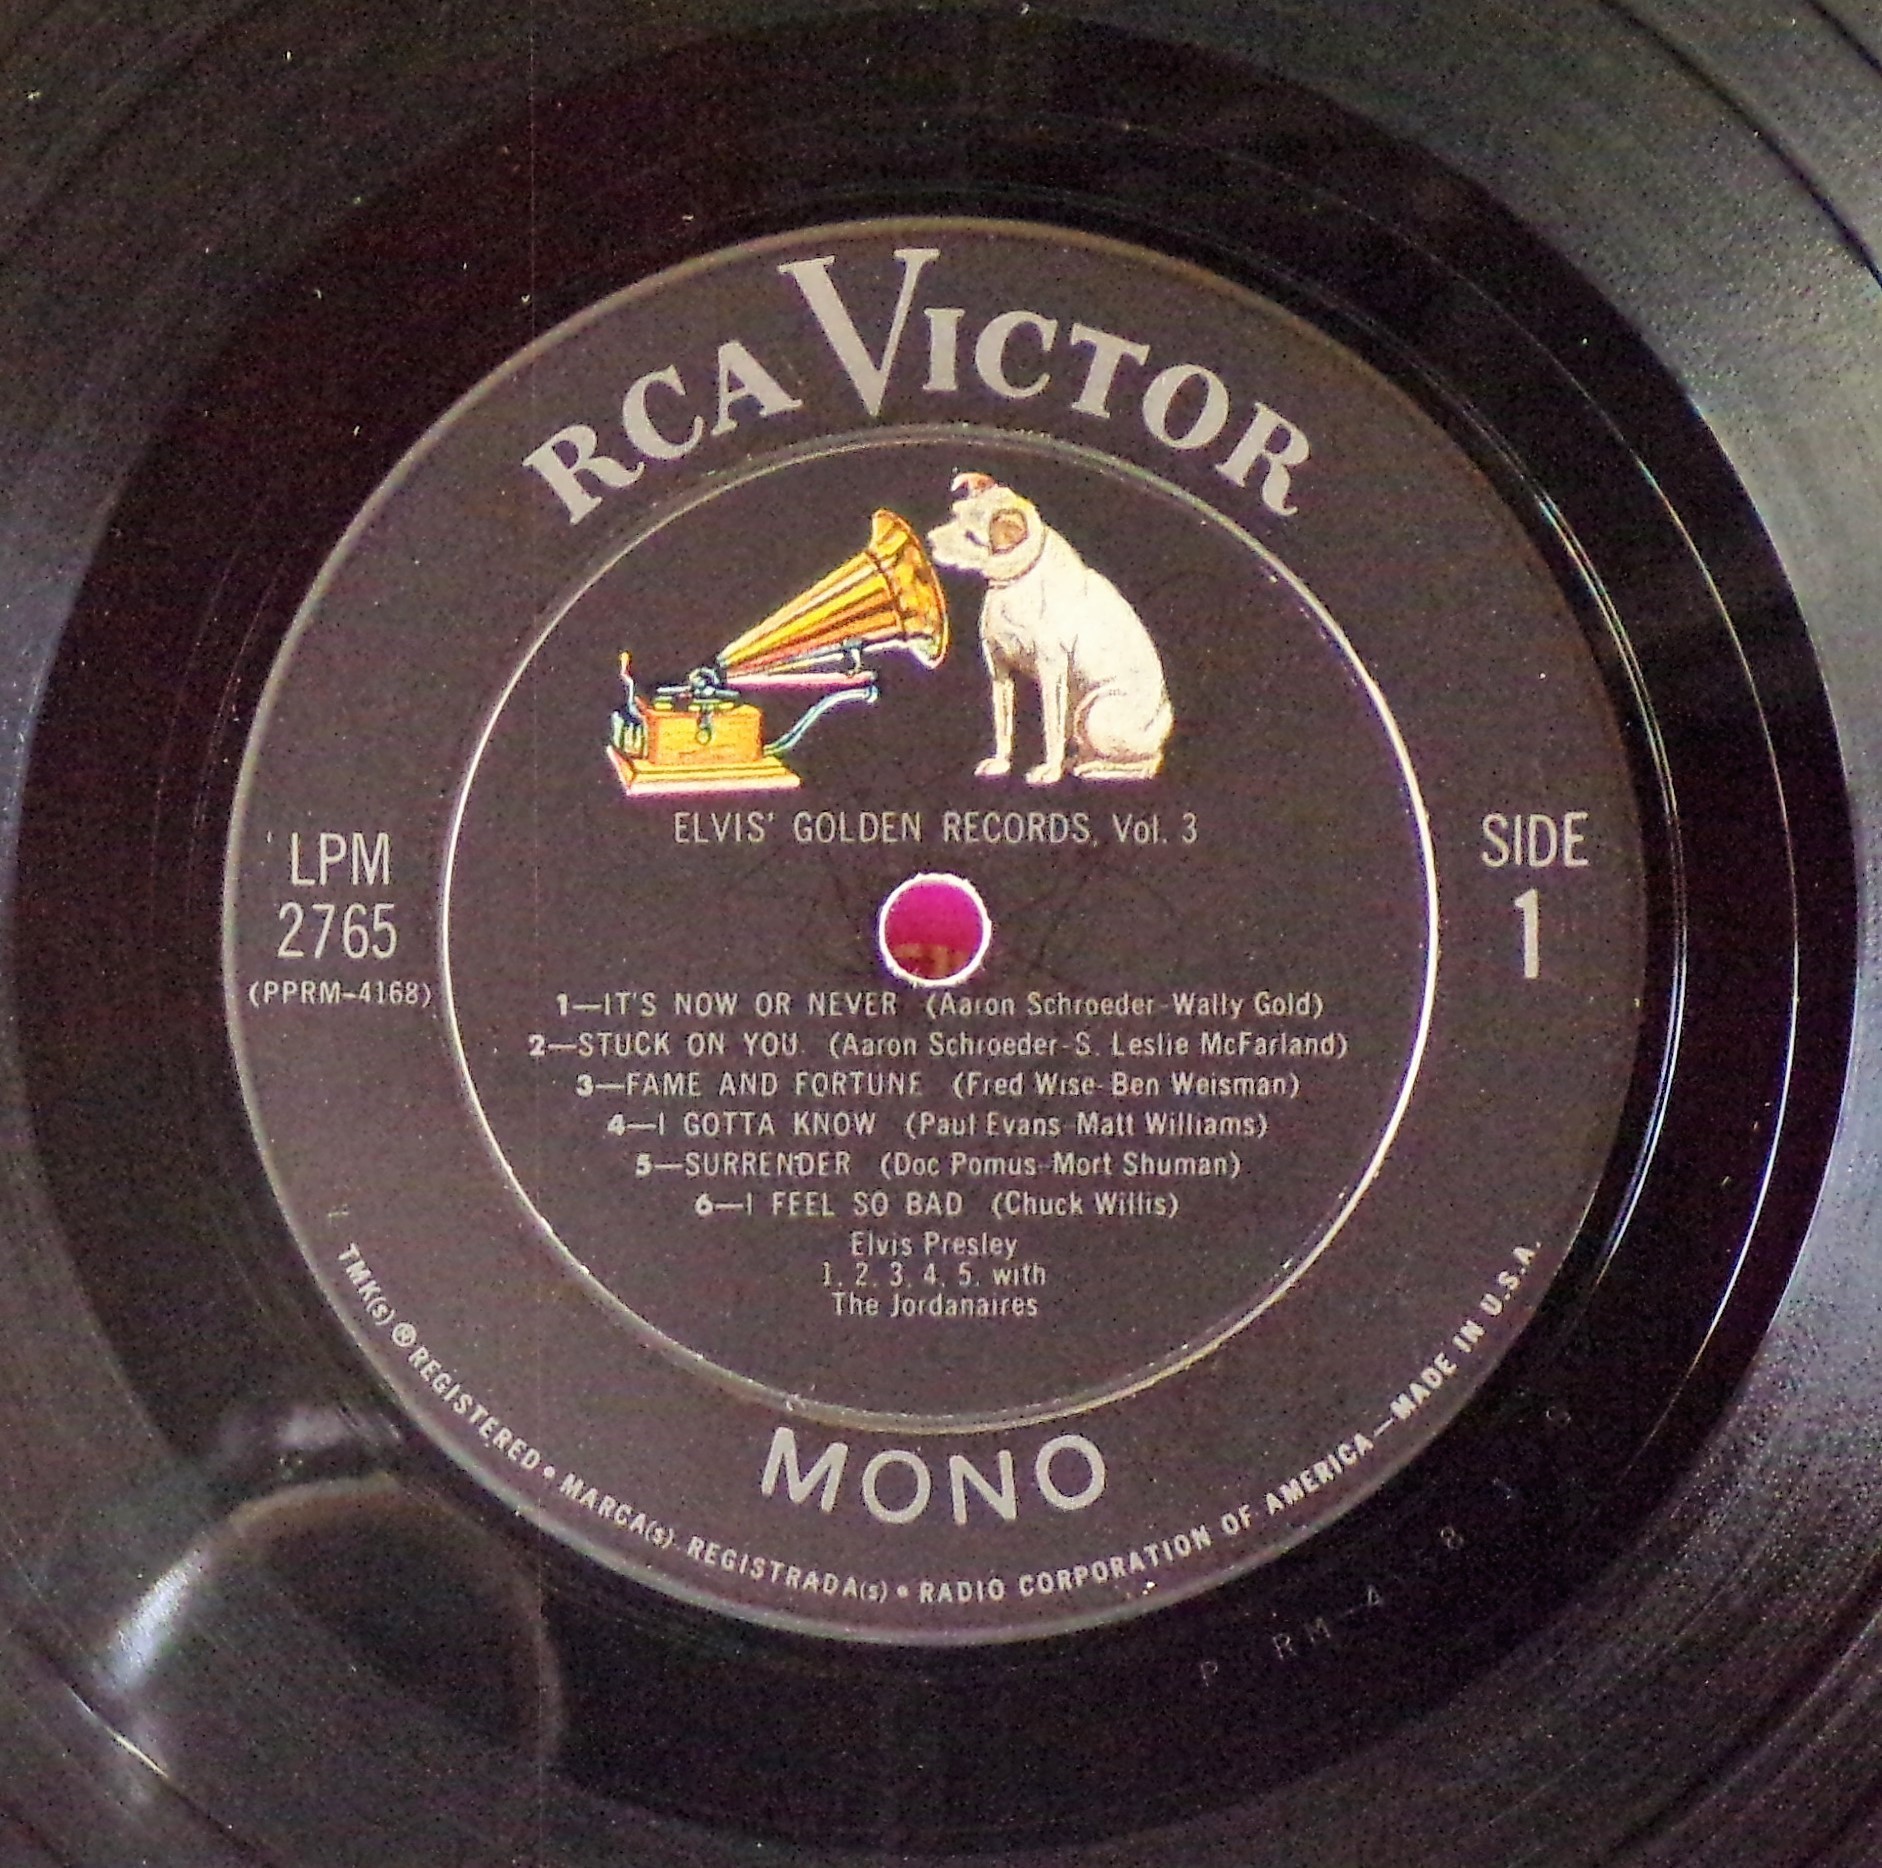 RCA VICTOR
ELVIS' GOLDEN RECORDS, Vol. 3
LPM
2765
(PPRM-4168)
SIDE
1
1—IT'S NOW OR NEVER (Aaron Schroeder-Wally Gold)
2—STUCK ON YOU (Aaron Schroeder-S. Leslie McFarland)
3—FAME AND FORTUNE (Fred Wise-Ben Weisman)
4—I GOTTA KNOW (Paul Evans-Matt Williams)
5—SURRENDER (Doc Pomus-Mort Shuman)
6—I FEEL SO BAD (Chuck Willis)
Elvis Presley
1, 2, 3, 4, 5, with
The Jordanaires
MONO
TMK(s) ® REGISTERED • MARCA(s) REGISTRADA(s) • RADIO CORPORATION OF AMERICA—MADE IN U.S.A.